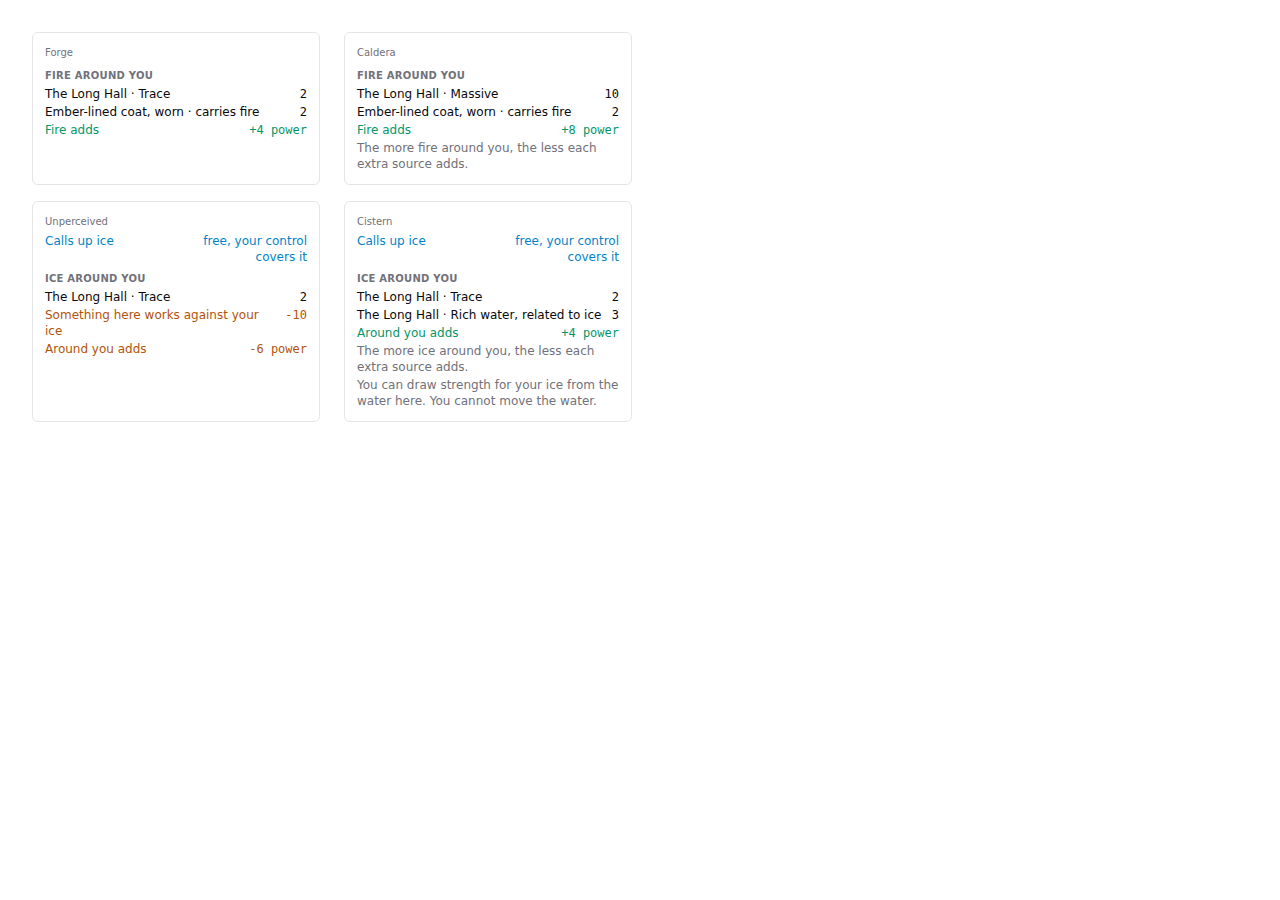 Forge
FIRE AROUND YOU
The Long Hall · Trace 2
Ember-lined coat, worn · carries fire 2
Fire adds +4 power
Caldera
FIRE AROUND YOU
The Long Hall · Massive 10
Ember-lined coat, worn · carries fire 2
Fire adds +8 power
The more fire around you, the less each
extra source adds.
Unperceived
Calls up ice free, your control
covers it
ICE AROUND YOU
The Long Hall · Trace 2
Something here works against your -10
ice
Around you adds -6 power
Cistern
Calls up ice free, your control
covers it
ICE AROUND YOU
The Long Hall · Trace 2
The Long Hall · Rich water, related to ice 3
Around you adds +4 power
The more ice around you, the less each
extra source adds.
You can draw strength for your ice from the
water here. You cannot move the water.